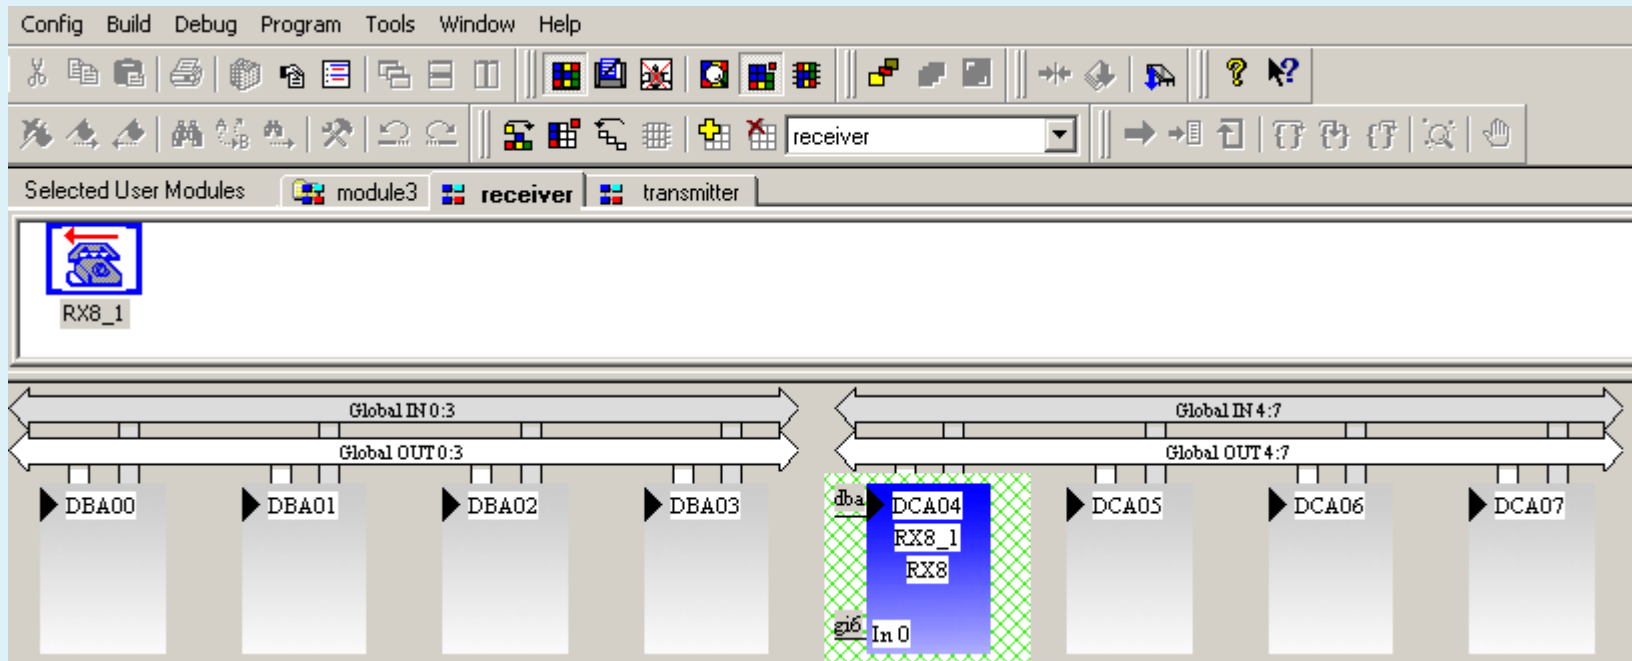 Config Build Debug Program Tools Window Help
receiver
Selected User Modules module3 receiver transmitter
RX8_1
Global IN 0:3 Global IN 4:7
Global OUT 0:3 Global OUT 4:7
DBA00 DBA01 DBA02 DBA03 dba DCA04 DCA05 DCA06 DCA07
RX8_1
RX8
gi6 In 0